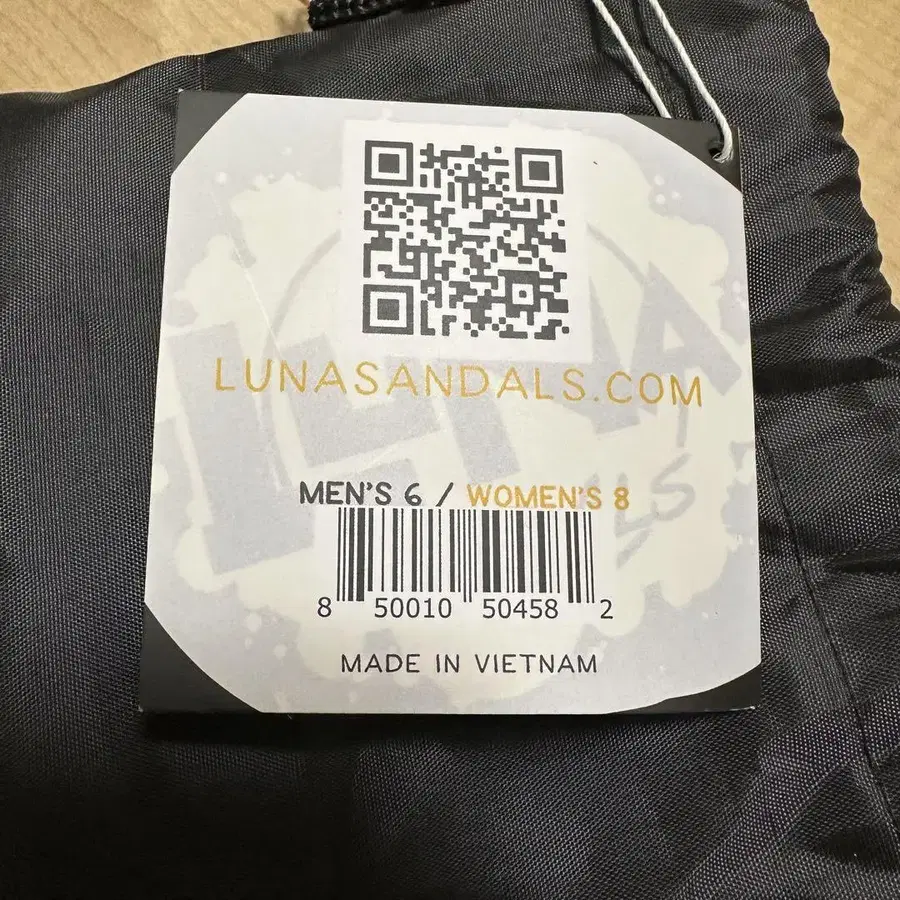 LUNASANDALS.COM
MEN'S 6 / WOMEN'S 8
8 50010 50458 2
MADE IN VIETNAM